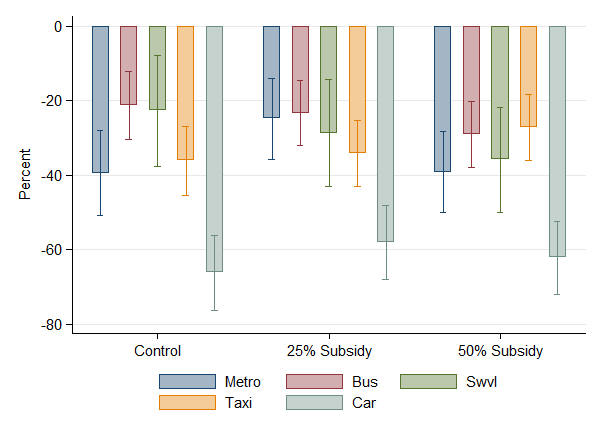 0
-20
-40
-60
-80
Percent
Control 25% Subsidy 50% Subsidy
Metro Bus Swvl
Taxi Car